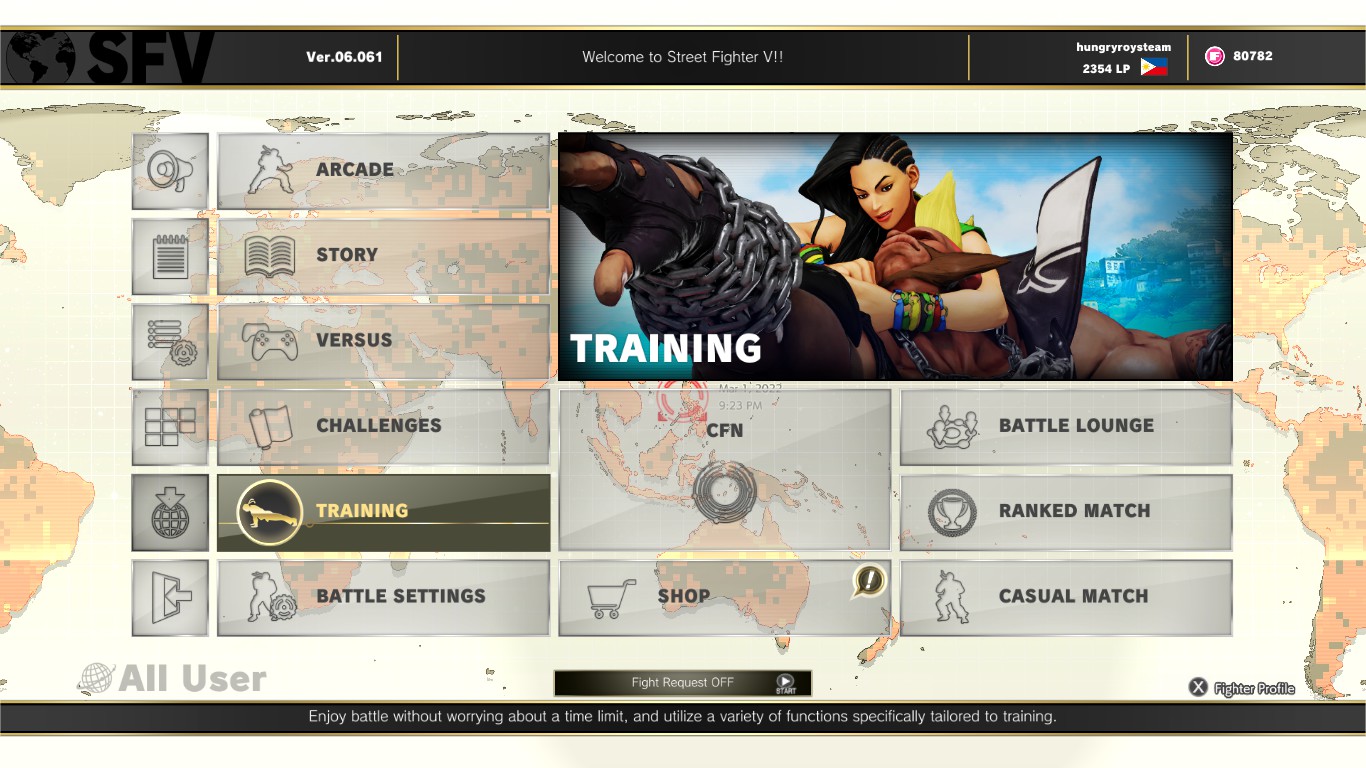 SFV
Ver.06.061
Welcome to Street Fighter V!!
hungryroysteam
2354 LP
F
80782
ARCADE
STORY
VERSUS
TRAINING
CHALLENGES
Mar 1, 2022
9:23 PM
CFN
BATTLE LOUNGE
TRAINING
RANKED MATCH
BATTLE SETTINGS
SHOP
!
CASUAL MATCH
All User
Fight Request OFF
START
X Fighter Profile
Enjoy battle without worrying about a time limit, and utilize a variety of functions specifically tailored to training.